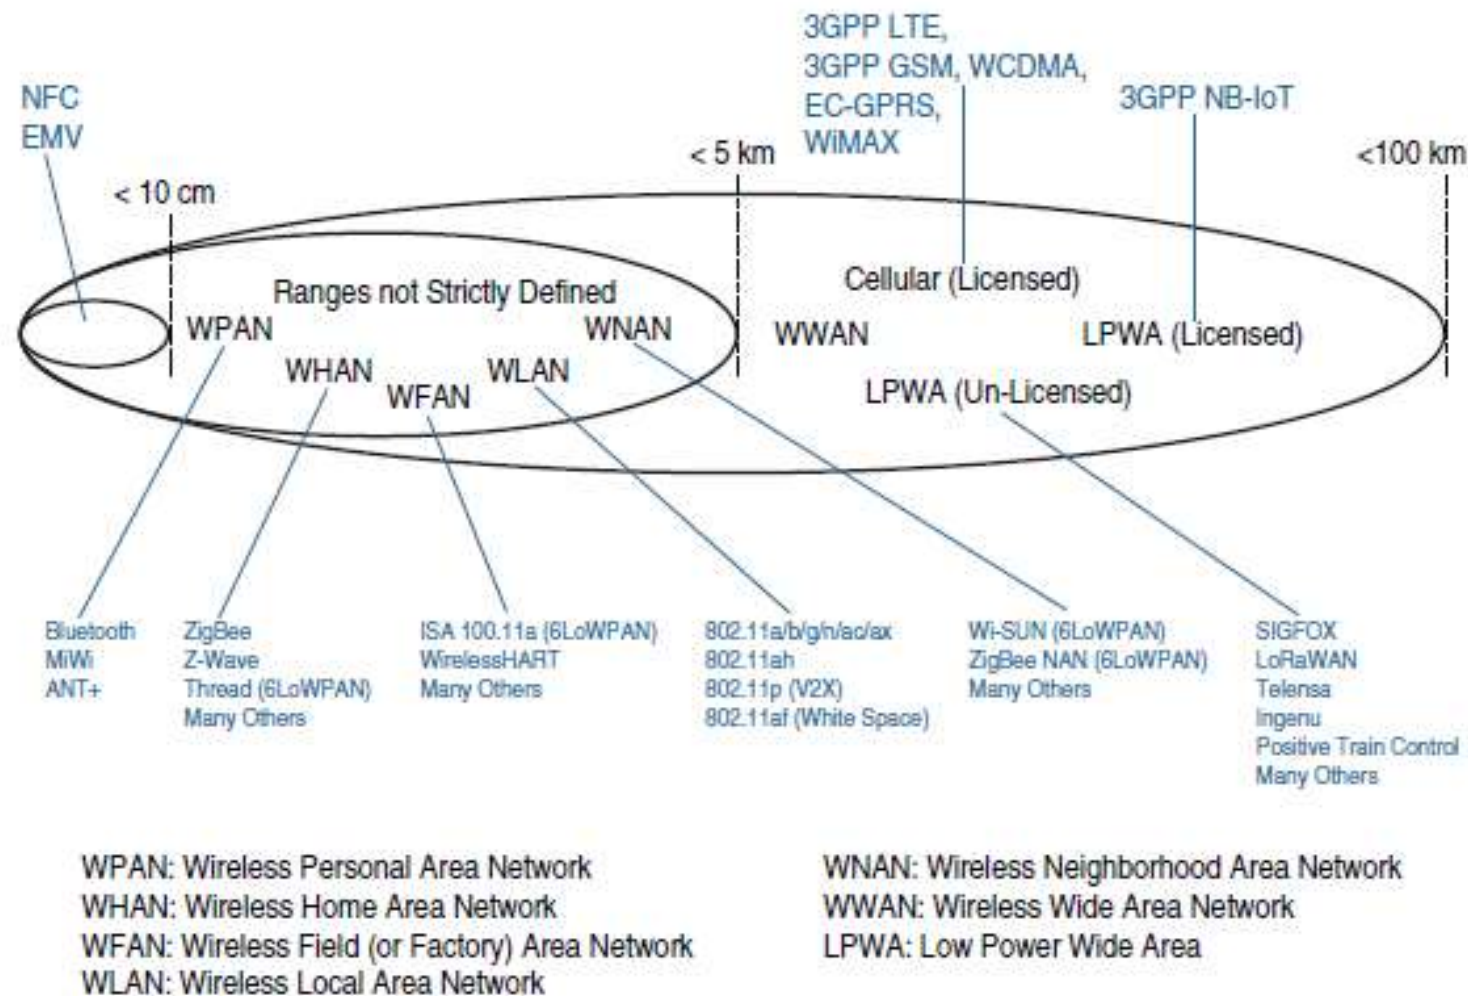 3GPP LTE,
3GPP GSM, WCDMA,
EC-GPRS,
WiMAX
3GPP NB-IoT
NFC
EMV
< 10 cm
< 5 km
<100 km
Ranges not Strictly Defined
Cellular (Licensed)
WPAN
WNAN
WWAN
LPWA (Licensed)
WHAN
WLAN
WFAN
LPWA (Un-Licensed)
Bluetooth
MiWi
ANT+
ZigBee
Z-Wave
Thread (6LoWPAN)
Many Others
ISA 100.11a (6LoWPAN)
WirelessHART
Many Others
802.11a/b/g/n/ac/ax
802.11ah
802.11p (V2X)
802.11af (White Space)
Wi-SUN (6LoWPAN)
ZigBee NAN (6LoWPAN)
Many Others
SIGFOX
LoRaWAN
Telensa
Ingenu
Positive Train Control
Many Others
WPAN: Wireless Personal Area Network
WHAN: Wireless Home Area Network
WFAN: Wireless Field (or Factory) Area Network
WLAN: Wireless Local Area Network
WNAN: Wireless Neighborhood Area Network
WWAN: Wireless Wide Area Network
LPWA: Low Power Wide Area